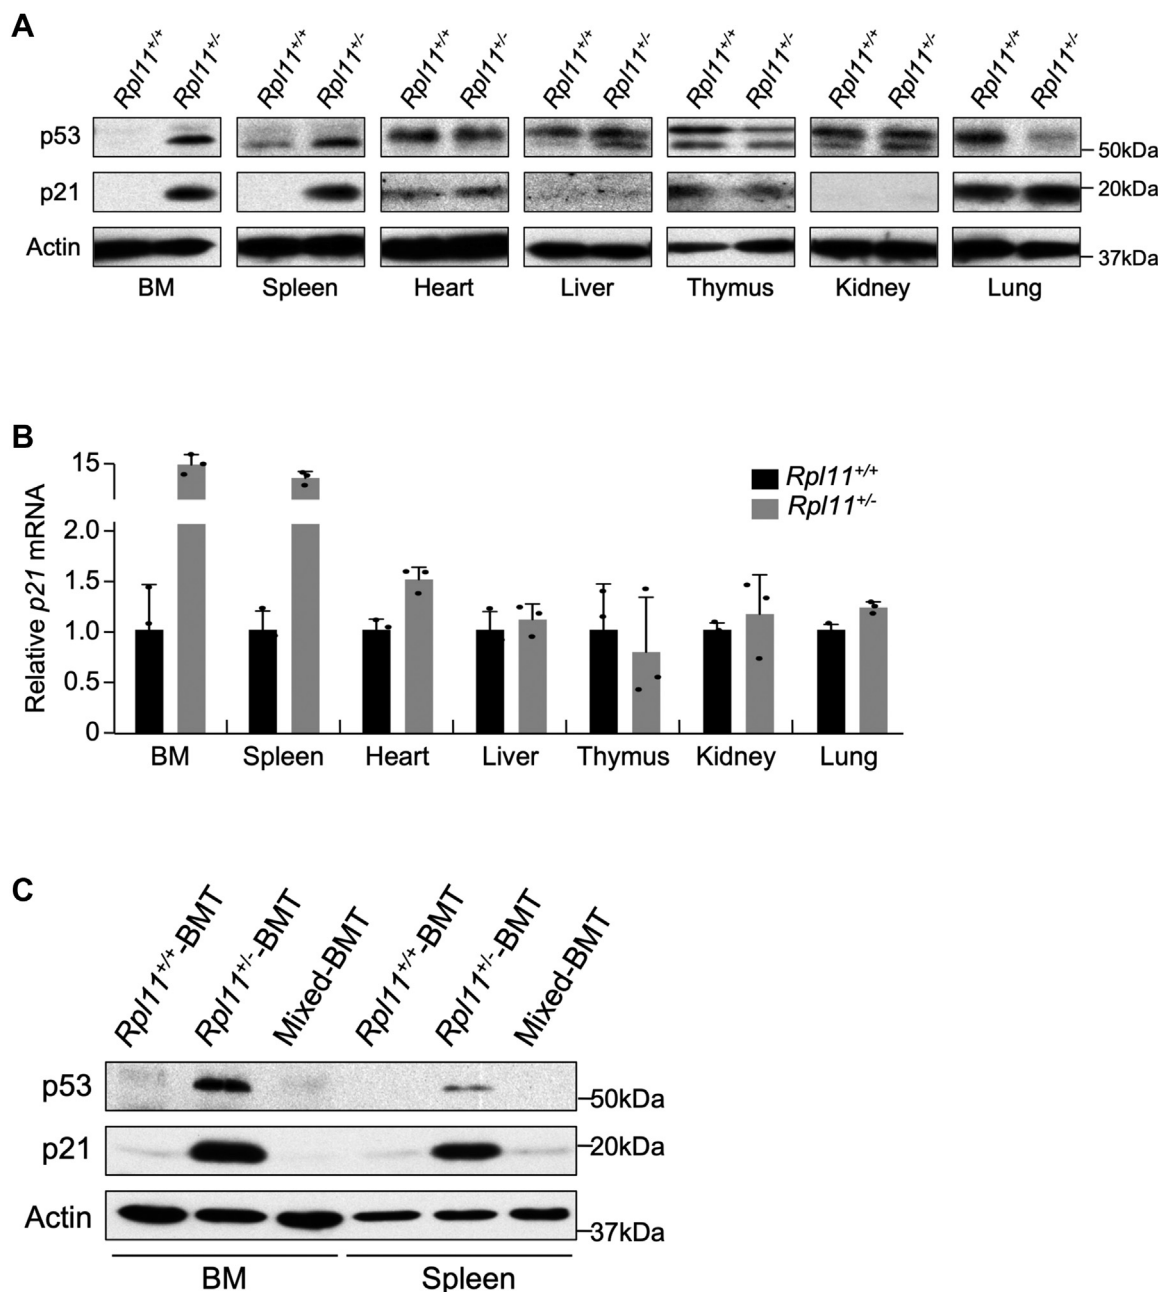 A
Rpl11+/+ Rpl11+/- Rpl11+/+ Rpl11+/- Rpl11+/+ Rpl11+/- Rpl11+/+ Rpl11+/- Rpl11+/+ Rpl11+/- Rpl11+/+ Rpl11+/- Rpl11+/+ Rpl11+/-
p53 50kDa
p21 20kDa
Actin 37kDa
BM Spleen Heart Liver Thymus Kidney Lung
B
Relative p21 mRNA
15
2.0
1.5
1.0
0.5
0
Rpl11+/+
Rpl11+/-
BM Spleen Heart Liver Thymus Kidney Lung
C
Rpl11+/+-BMT Rpl11+/--BMT Mixed-BMT Rpl11+/+-BMT Rpl11+/--BMT Mixed-BMT
p53 50kDa
p21 20kDa
Actin 37kDa
BM Spleen